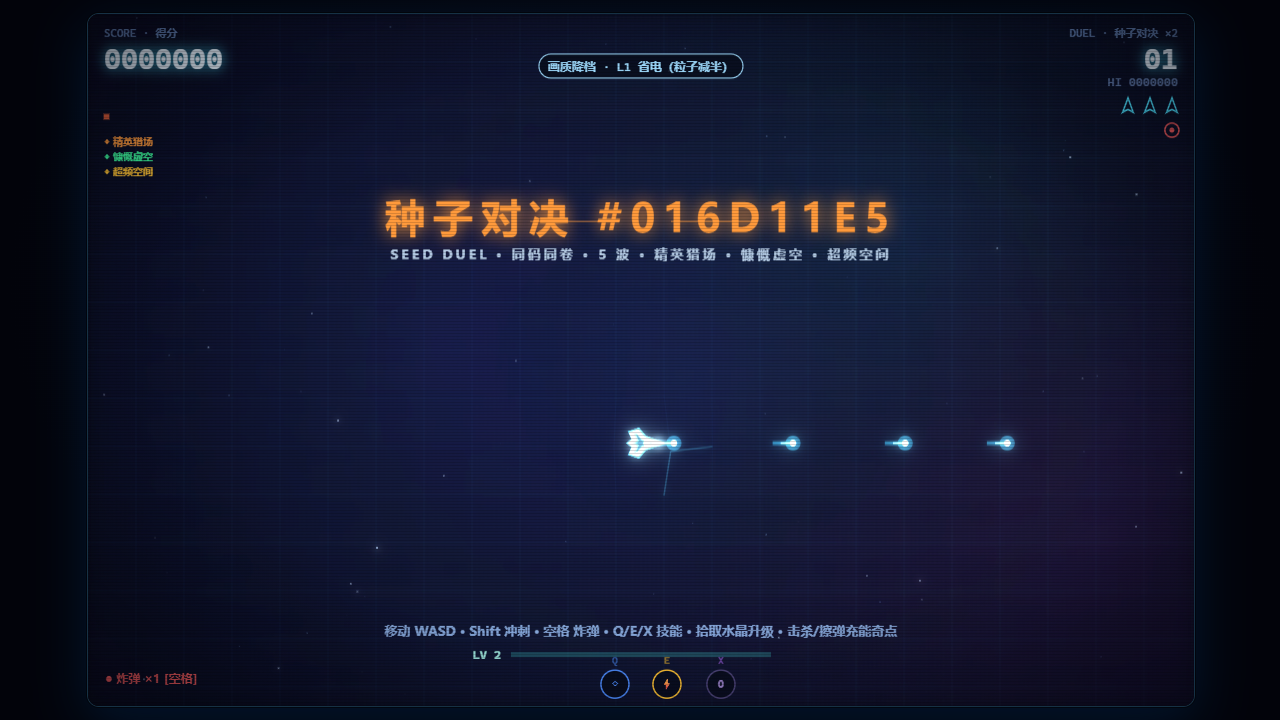 SCORE · 得分
0000000
◆ 精英猎场
◆ 慷慨虚空
◆ 超频空间
画质降档 · L1 省电 (粒子减半)
DUEL · 种子对决 ×2
01
HI 0000000
种子对决 #016D11E5
SEED DUEL • 同码同卷 • 5 波 • 精英猎场 • 慷慨虚空 • 超频空间
移动 WASD • Shift 冲刺 • 空格 炸弹 • Q/E/X 技能 • 拾取水晶升级 • 击杀/擦弹充能奇点
LV 2
Q E X
0
炸弹 ×1 [空格]